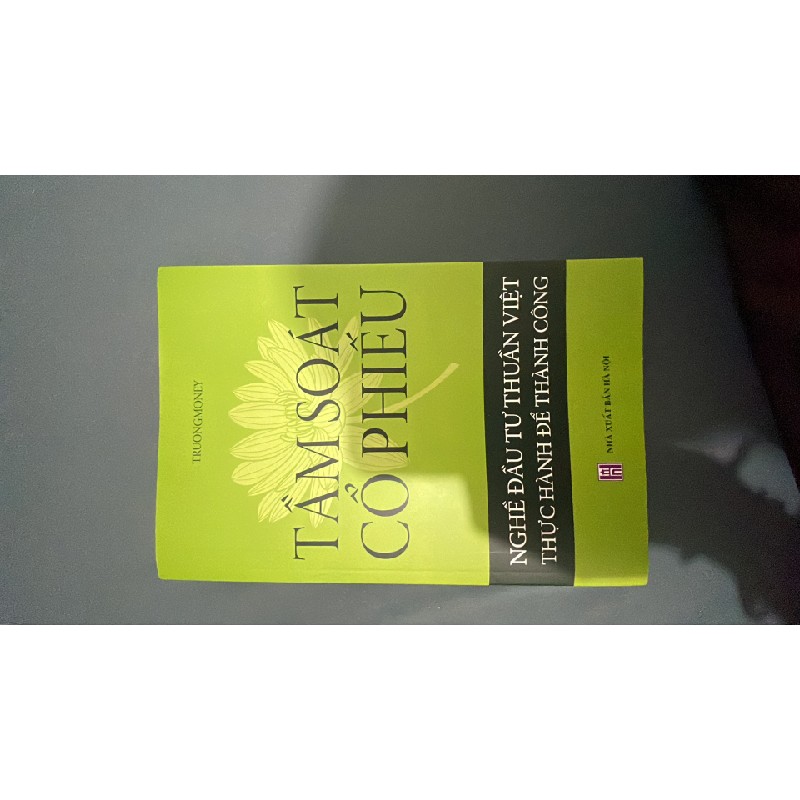 TRUONGMONEY
TẦM SOÁT
CỔ PHIẾU
NGHỀ ĐẦU TƯ THUẦN VIỆT
THỰC HÀNH ĐỂ THÀNH CÔNG
NHÀ XUẤT BẢN HÀ NỘI